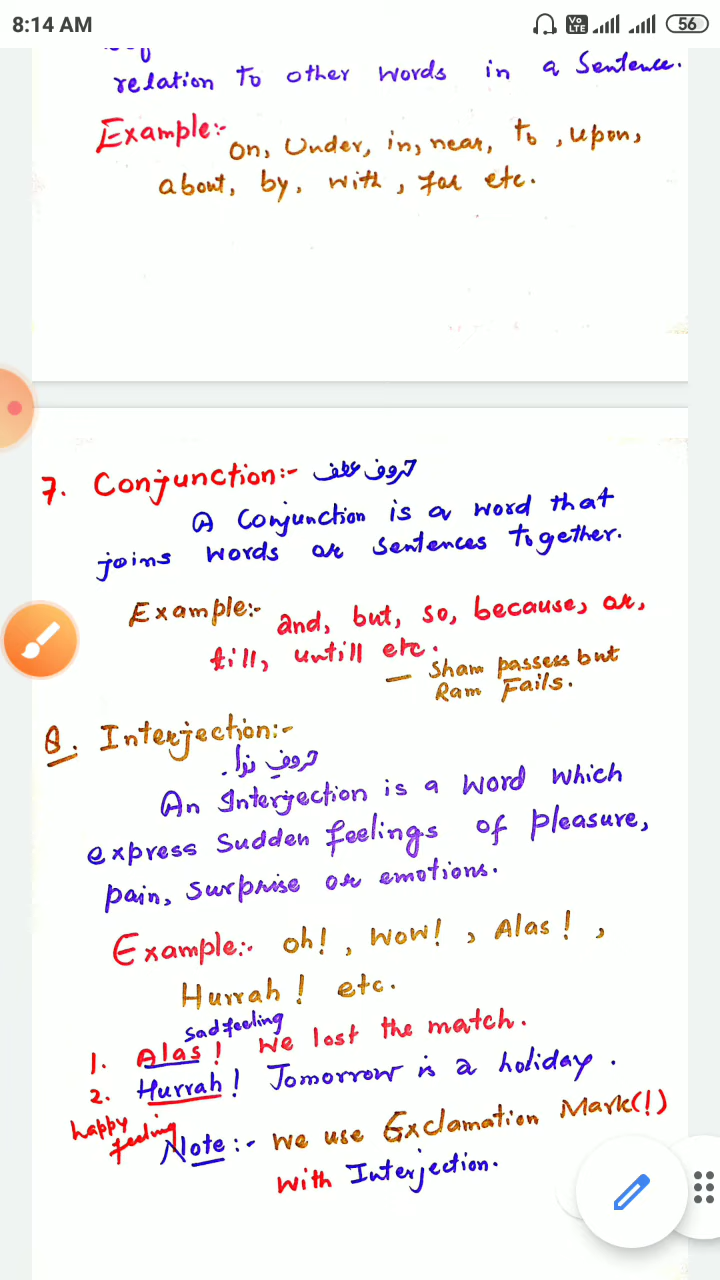 8:14 AM Vo LTE 56
relation to other words in a Sentence.
Example:- On, Under, in, near, to, upon,
about, by, with, for etc.
7. Conjunction:- حروف عطف
A Conjunction is a word that
joins words or sentences together.
Example:- and, but, so, because, or,
till, untill etc.
— Sham passess but
Ram Fails.
8. Interjection:-
حروف ندا.
An Interjection is a word which
express sudden feelings of pleasure,
pain, surprise or emotions.
Example:- oh!, wow!, Alas!,
Hurrah! etc.
sad feeling
1. Alas! We lost the match.
2. Hurrah! Tomorrow is a holiday.
happy feeling
Note:- We use Exclamation Mark(!)
with Interjection.